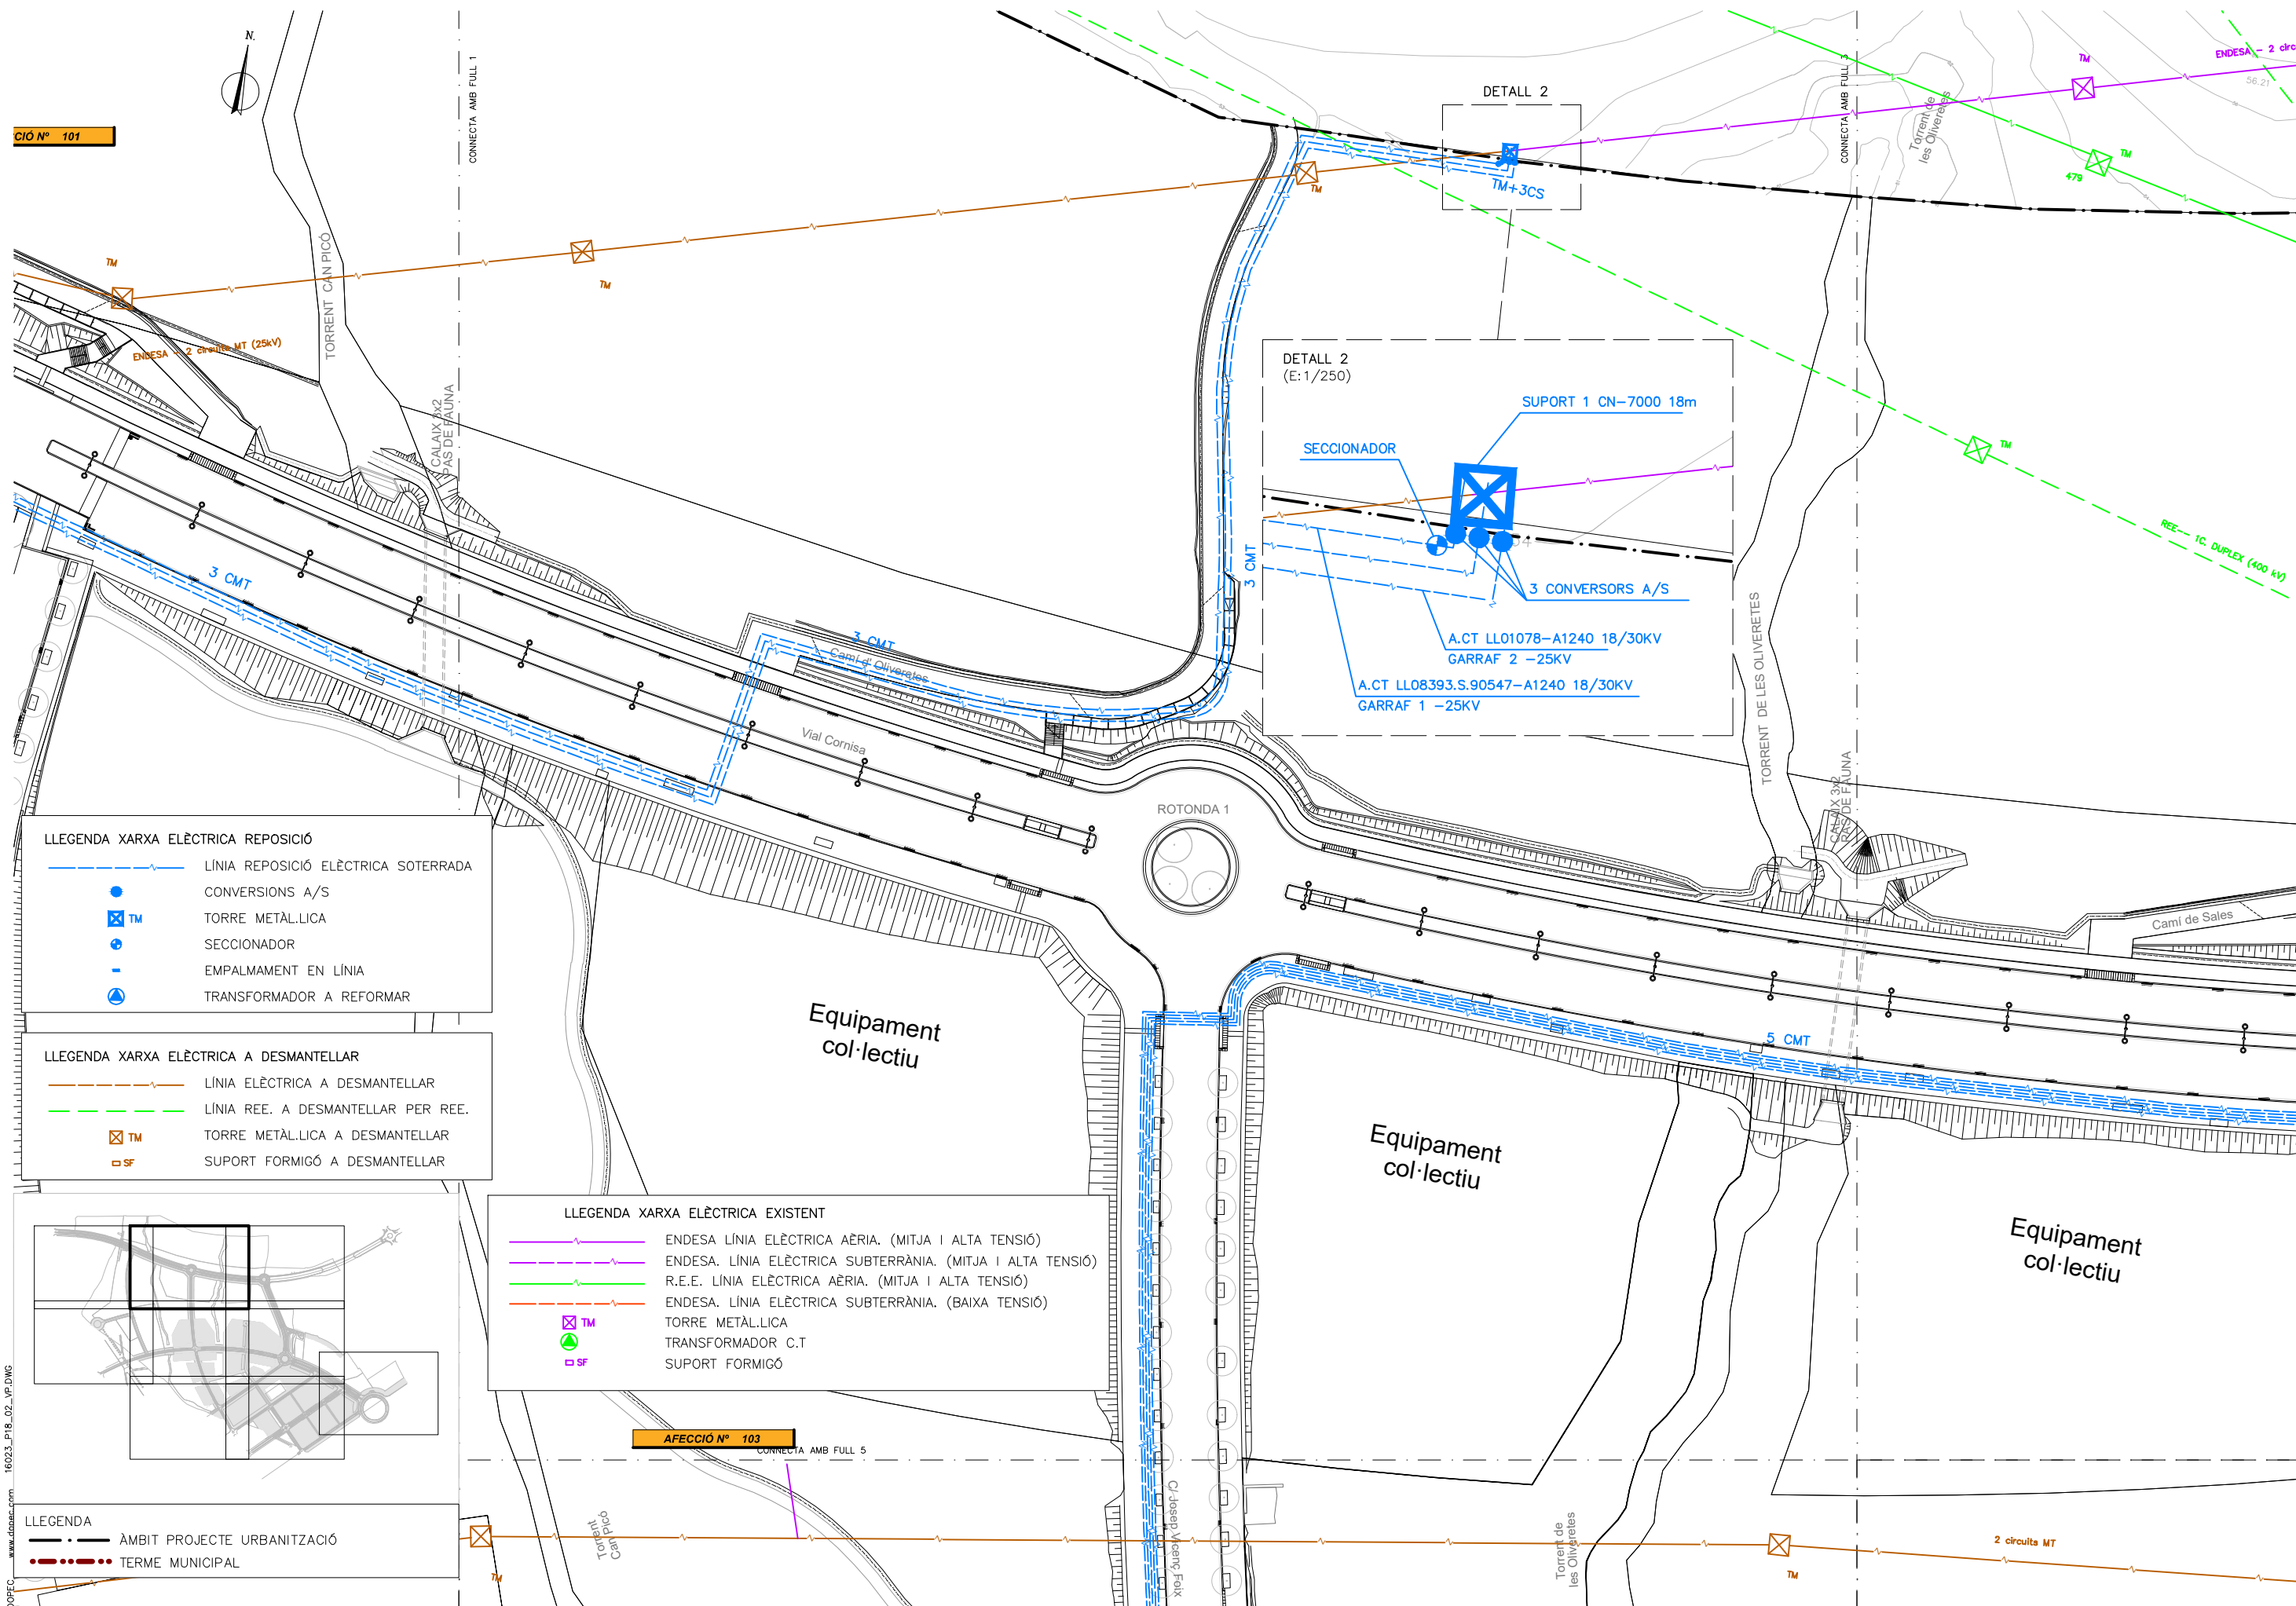 N.
CIÓ Nº 101
CONNECTA AMB FULL 1
TORRENT CAN PICÓ
TM
TM
TM
ENDESA - 2 circuits MT (25kV)
CALAIX 3x2
PAS DE FAUNA
3 CMT
3 CMT
Camí d' Oliveretes
Vial Cornisa
3 CMT
ROTONDA 1
DETALL 2
TM+3CS
CONNECTA AMB FULL 3
Torrent de
les Oliveretes
TM
ENDESA - 2 circ
56.21
TM
479
TM
REE-- 1C. DUPLEX (400 kV)
DETALL 2
(E:1/250)
SUPORT 1 CN-7000 18m
SECCIONADOR
3 CONVERSORS A/S
A.CT LL01078-A1240 18/30KV
GARRAF 2 -25KV
A.CT LL08393.S.90547-A1240 18/30KV
GARRAF 1 -25KV
TORRENT DE LES OLIVERETES
CALAIX 3x2
PAS DE FAUNA
Camí de Sales
5 CMT
Equipament
col·lectiu
Equipament
col·lectiu
Equipament
col·lectiu
LLEGENDA XARXA ELÈCTRICA REPOSICIÓ
LÍNIA REPOSICIÓ ELÈCTRICA SOTERRADA
CONVERSIONS A/S
TM TORRE METÀL.LICA
SECCIONADOR
EMPALMAMENT EN LÍNIA
TRANSFORMADOR A REFORMAR
LLEGENDA XARXA ELÈCTRICA A DESMANTELLAR
LÍNIA ELÈCTRICA A DESMANTELLAR
LÍNIA REE. A DESMANTELLAR PER REE.
TM TORRE METÀL.LICA A DESMANTELLAR
SF SUPORT FORMIGÓ A DESMANTELLAR
LLEGENDA XARXA ELÈCTRICA EXISTENT
ENDESA LÍNIA ELÈCTRICA AÈRIA. (MITJA I ALTA TENSIÓ)
ENDESA. LÍNIA ELÈCTRICA SUBTERRÀNIA. (MITJA I ALTA TENSIÓ)
R.E.E. LÍNIA ELÈCTRICA AÈRIA. (MITJA I ALTA TENSIÓ)
ENDESA. LÍNIA ELÈCTRICA SUBTERRÀNIA. (BAIXA TENSIÓ)
TM TORRE METÀL.LICA
TRANSFORMADOR C.T
SF SUPORT FORMIGÓ
AFECCIÓ Nº 103
CONNECTA AMB FULL 5
LLEGENDA
ÀMBIT PROJECTE URBANITZACIÓ
TERME MUNICIPAL
TM
Torrent
Can Picó
C/ Josep Vicenç Foix
Torrent de
les Oliveretes
TM
2 circuits MT
DOPEC www.dopec.com 16023_P18_02_VP.DWG